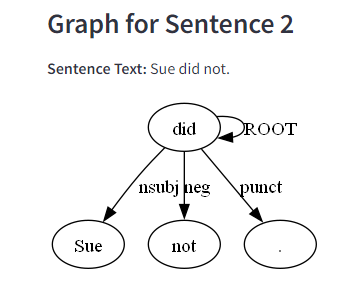 Graph for Sentence 2
Sentence Text: Sue did not.
did
ROOT
nsubj neg punct
Sue not .